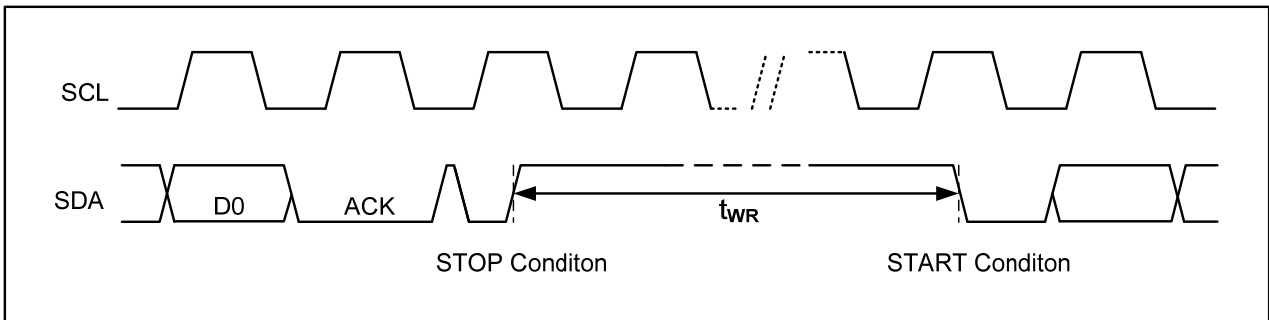 SCL
SDA
D0
ACK
tWR
STOP Conditon
START Conditon